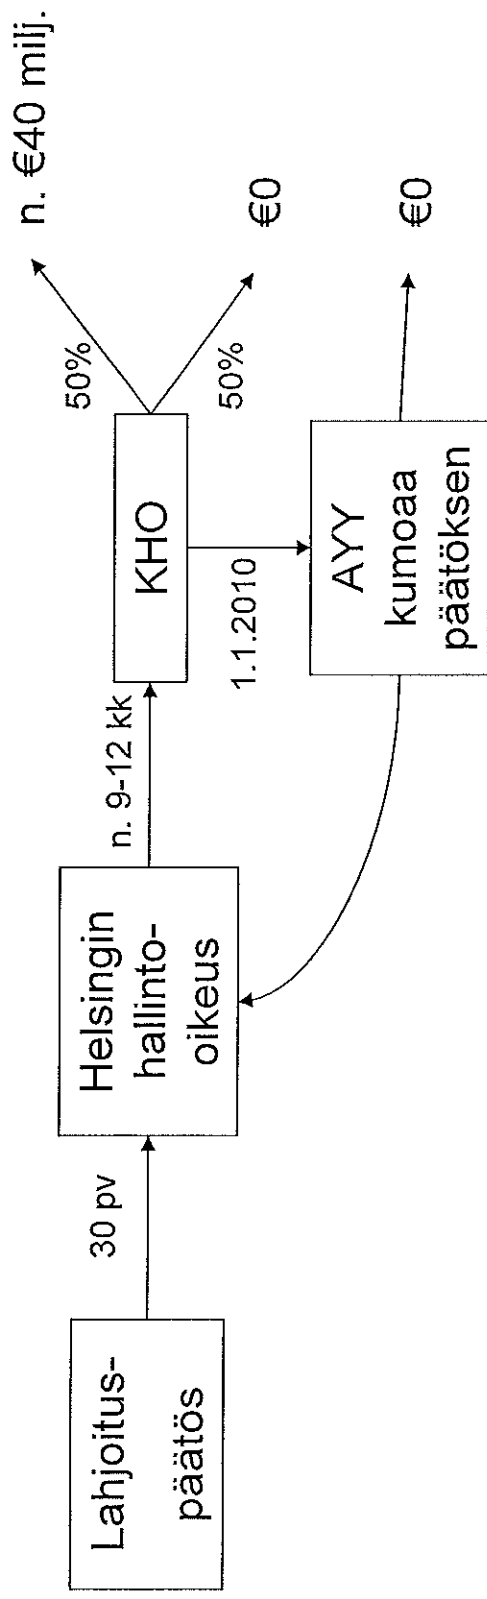 Lahjoitus-
päätös
30 pv
Helsingin
hallinto-
oikeus
n. 9-12 kk
KHO
50%
n. €40 milj.
50%
€0
1.1.2010
AYY
kumoaa
päätöksen
€0